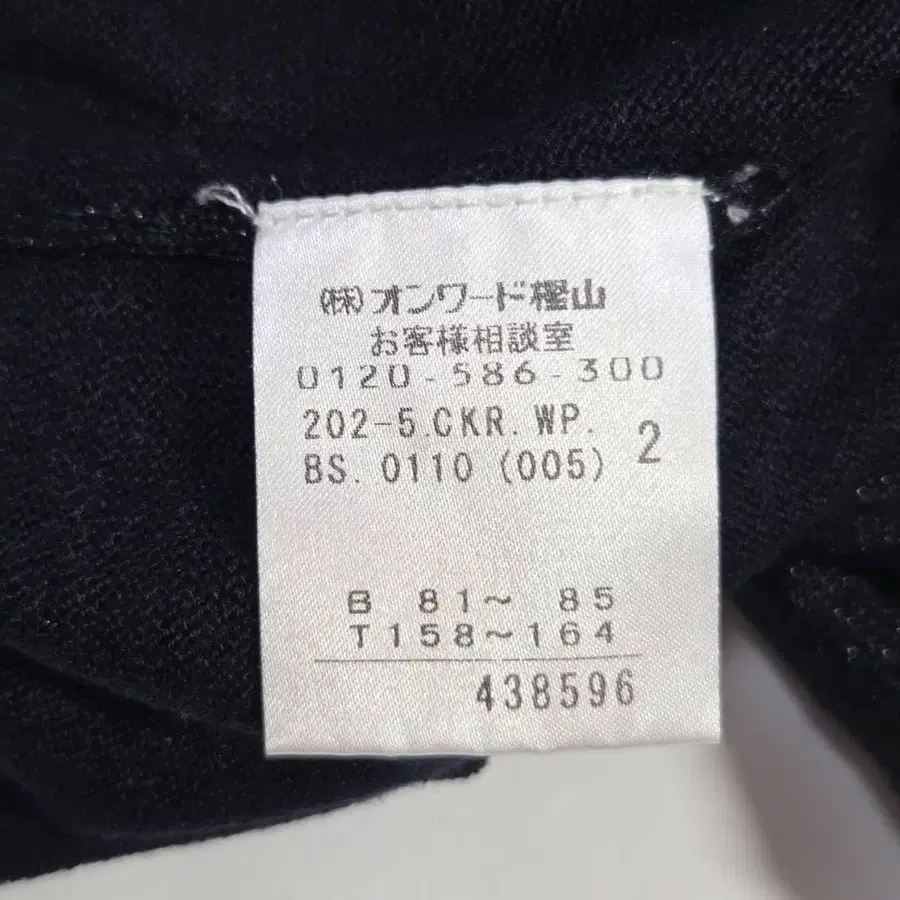 (株)オンワード樫山
お客様相談室
0120-586-300
202-5.CKR.WP.
BS.0110 (005) 2
B 81～ 85
T158～164
438596